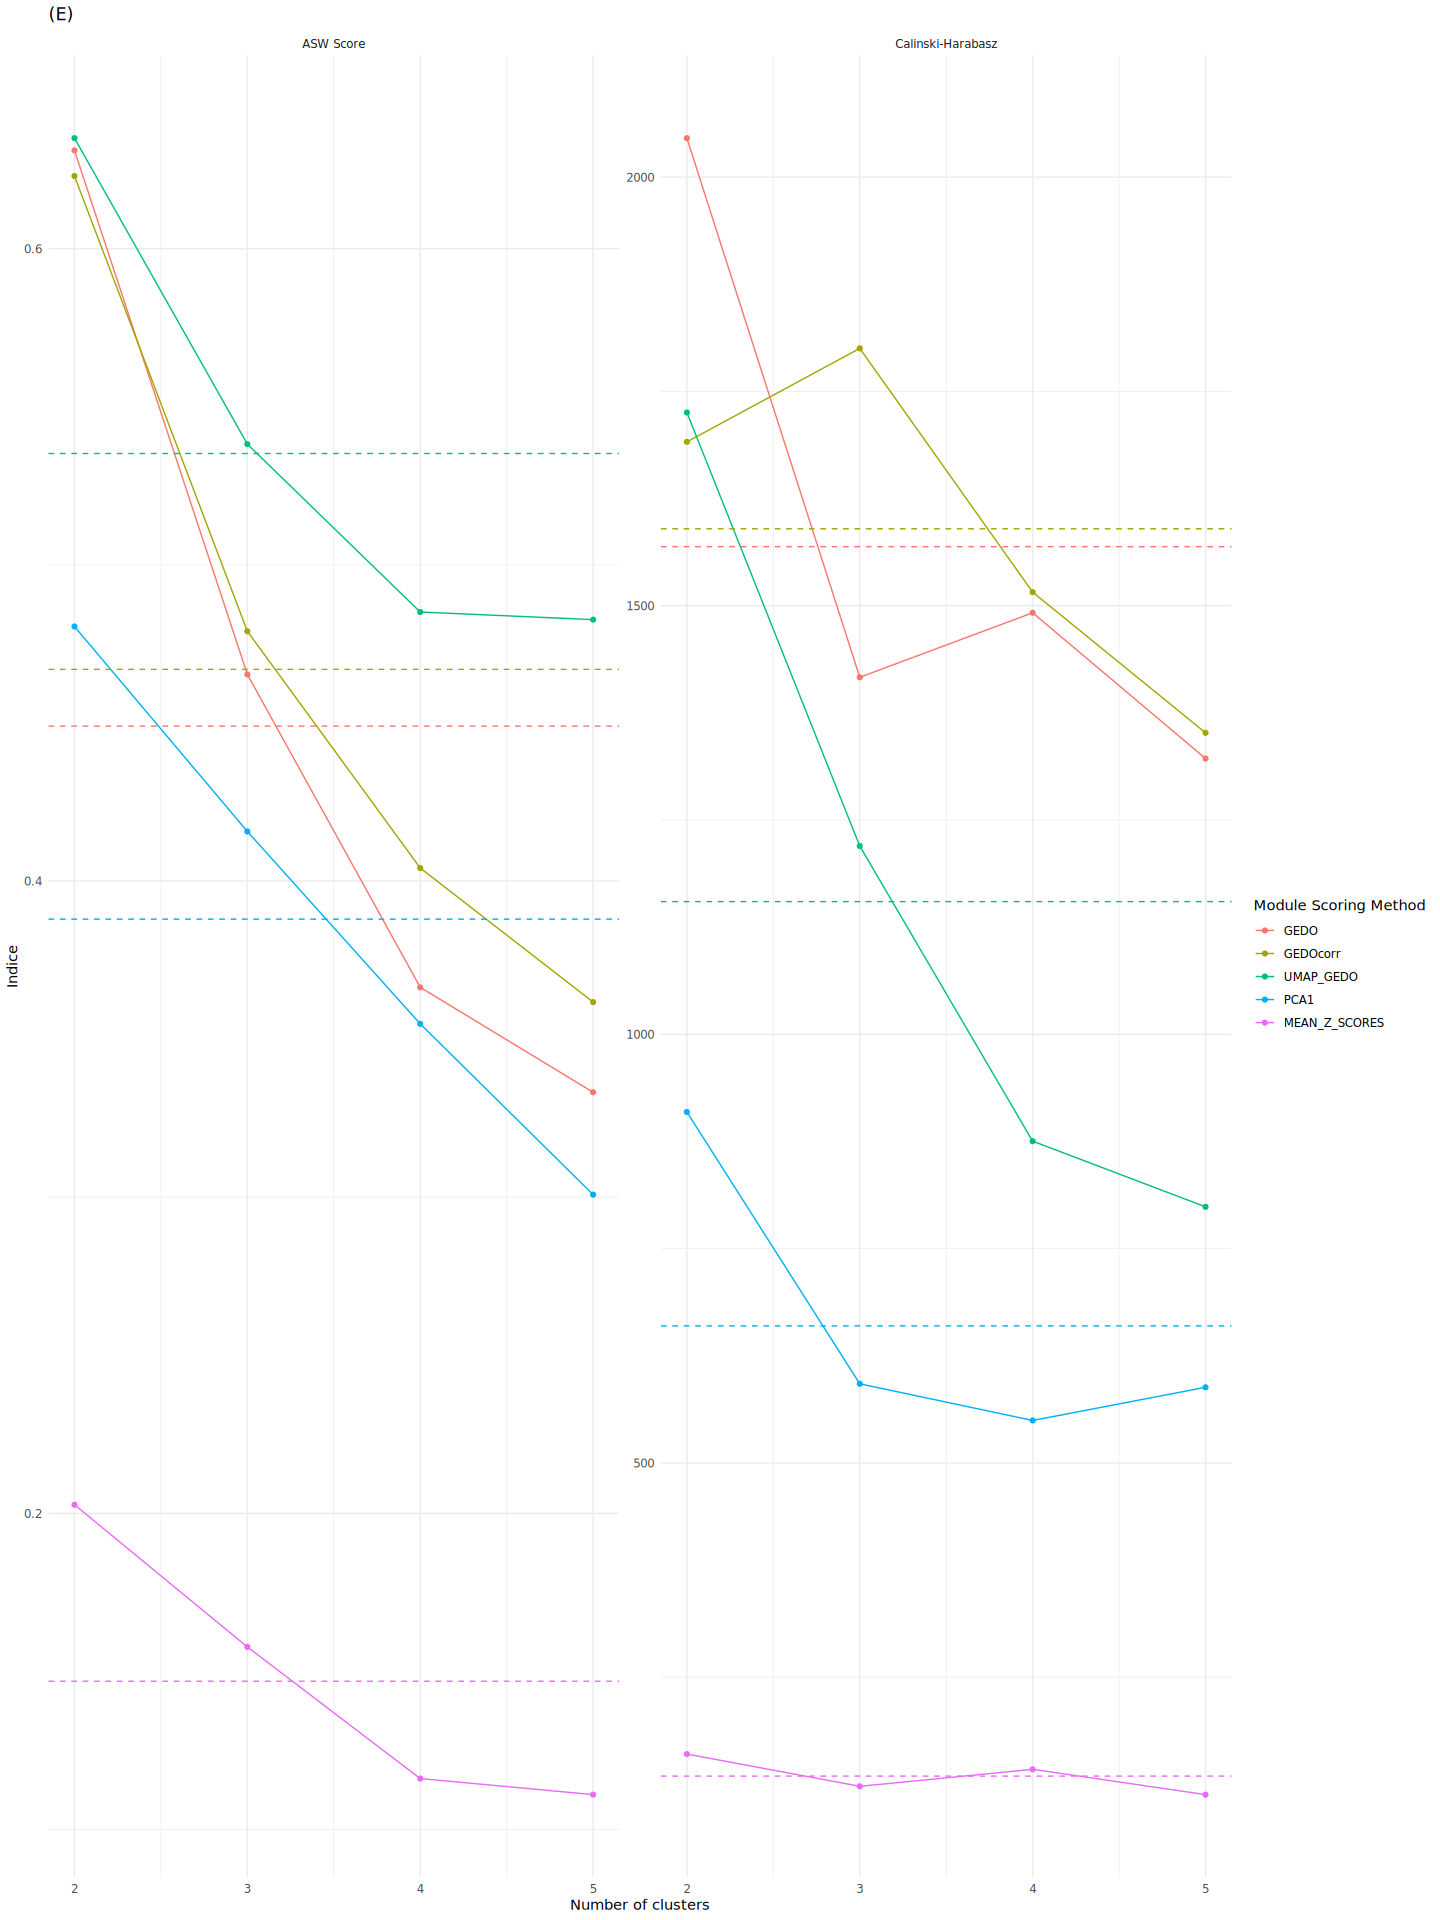 (E)
ASW Score
Calinski-Harabasz
0.6
0.4
0.2
2000
1500
1000
500
Indice
2 3 4 5
2 3 4 5
Number of clusters
Module Scoring Method
GEDO
GEDOcorr
UMAP_GEDO
PCA1
MEAN_Z_SCORES